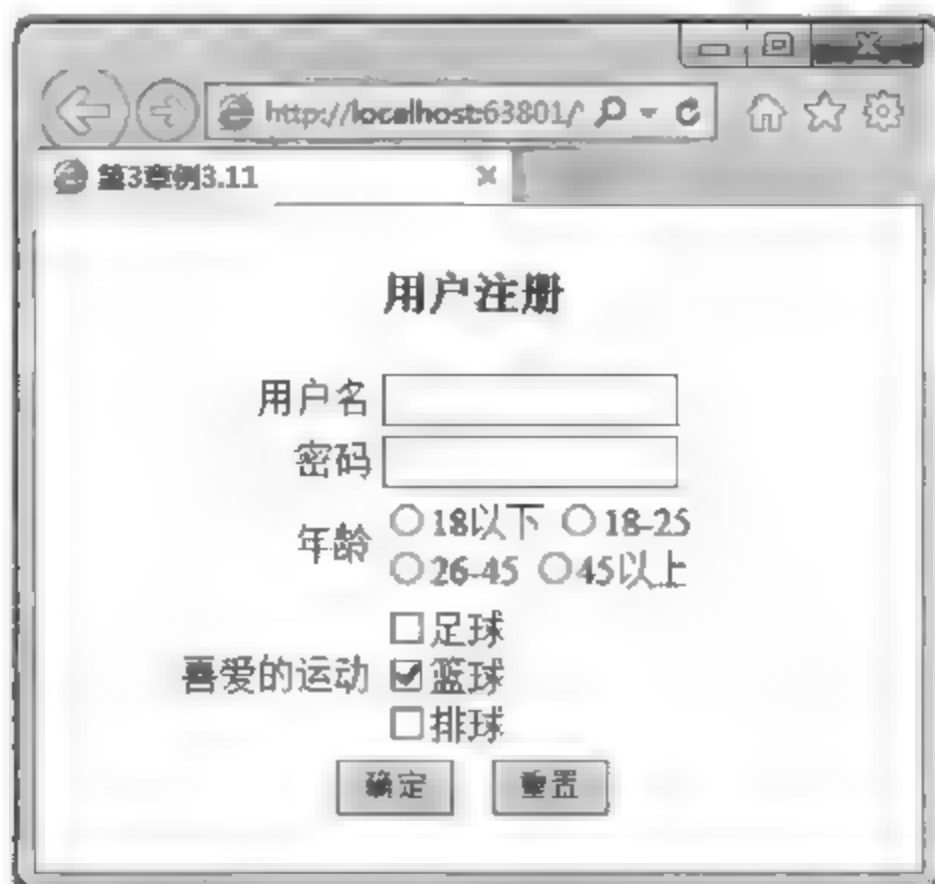 http://localhost:63801/
第3章例3.11
用户注册
用户名
密码
年龄 18以下 18-25
26-45 45以上
足球
喜爱的运动 篮球
排球
确定 重置